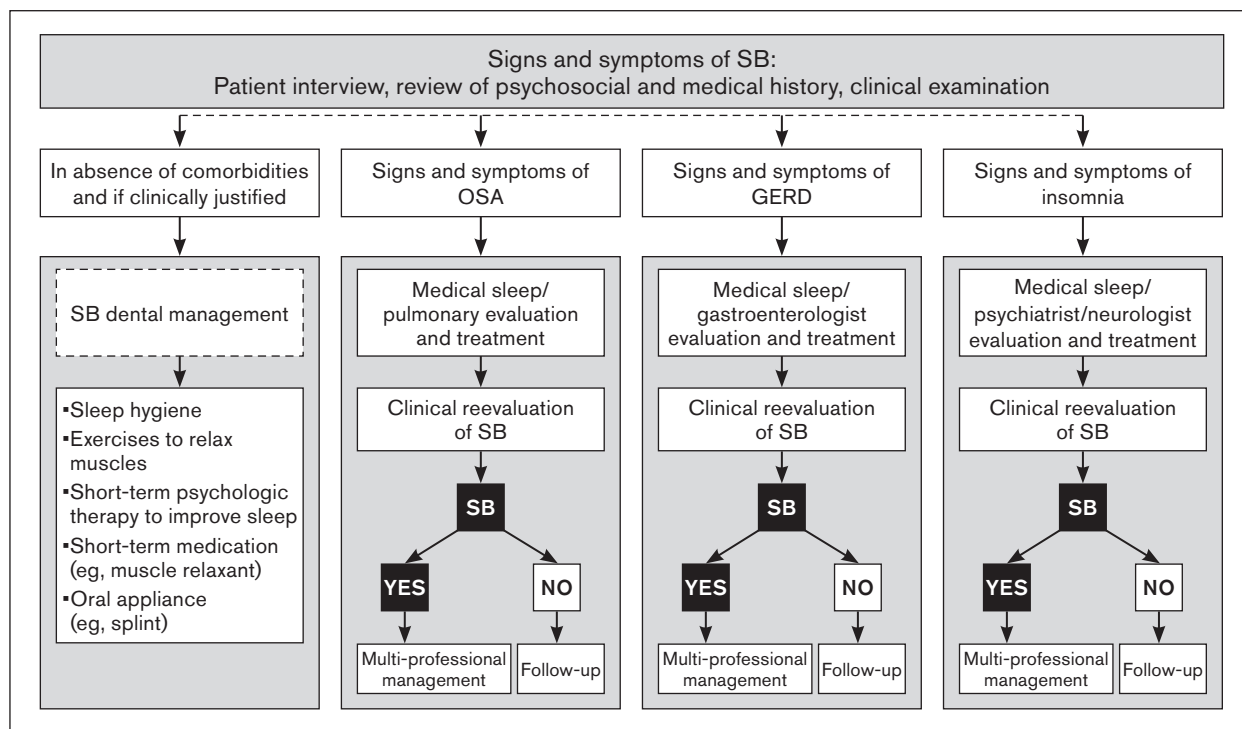 Signs and symptoms of SB:
Patient interview, review of psychosocial and medical history, clinical examination
In absence of comorbidities
and if clinically justified
SB dental management
▪Sleep hygiene
▪Exercises to relax
muscles
▪Short-term psychologic
therapy to improve sleep
▪Short-term medication
(eg, muscle relaxant)
▪Oral appliance
(eg, splint)
Signs and symptoms of
OSA
Medical sleep/
pulmonary evaluation
and treatment
Clinical reevaluation
of SB
SB
YES
NO
Multi-professional
management
Follow-up
Signs and symptoms of
GERD
Medical sleep/
gastroenterologist
evaluation and treatment
Clinical reevaluation
of SB
SB
YES
NO
Multi-professional
management
Follow-up
Signs and symptoms of
insomnia
Medical sleep/
psychiatrist/neurologist
evaluation and treatment
Clinical reevaluation
of SB
SB
YES
NO
Multi-professional
management
Follow-up